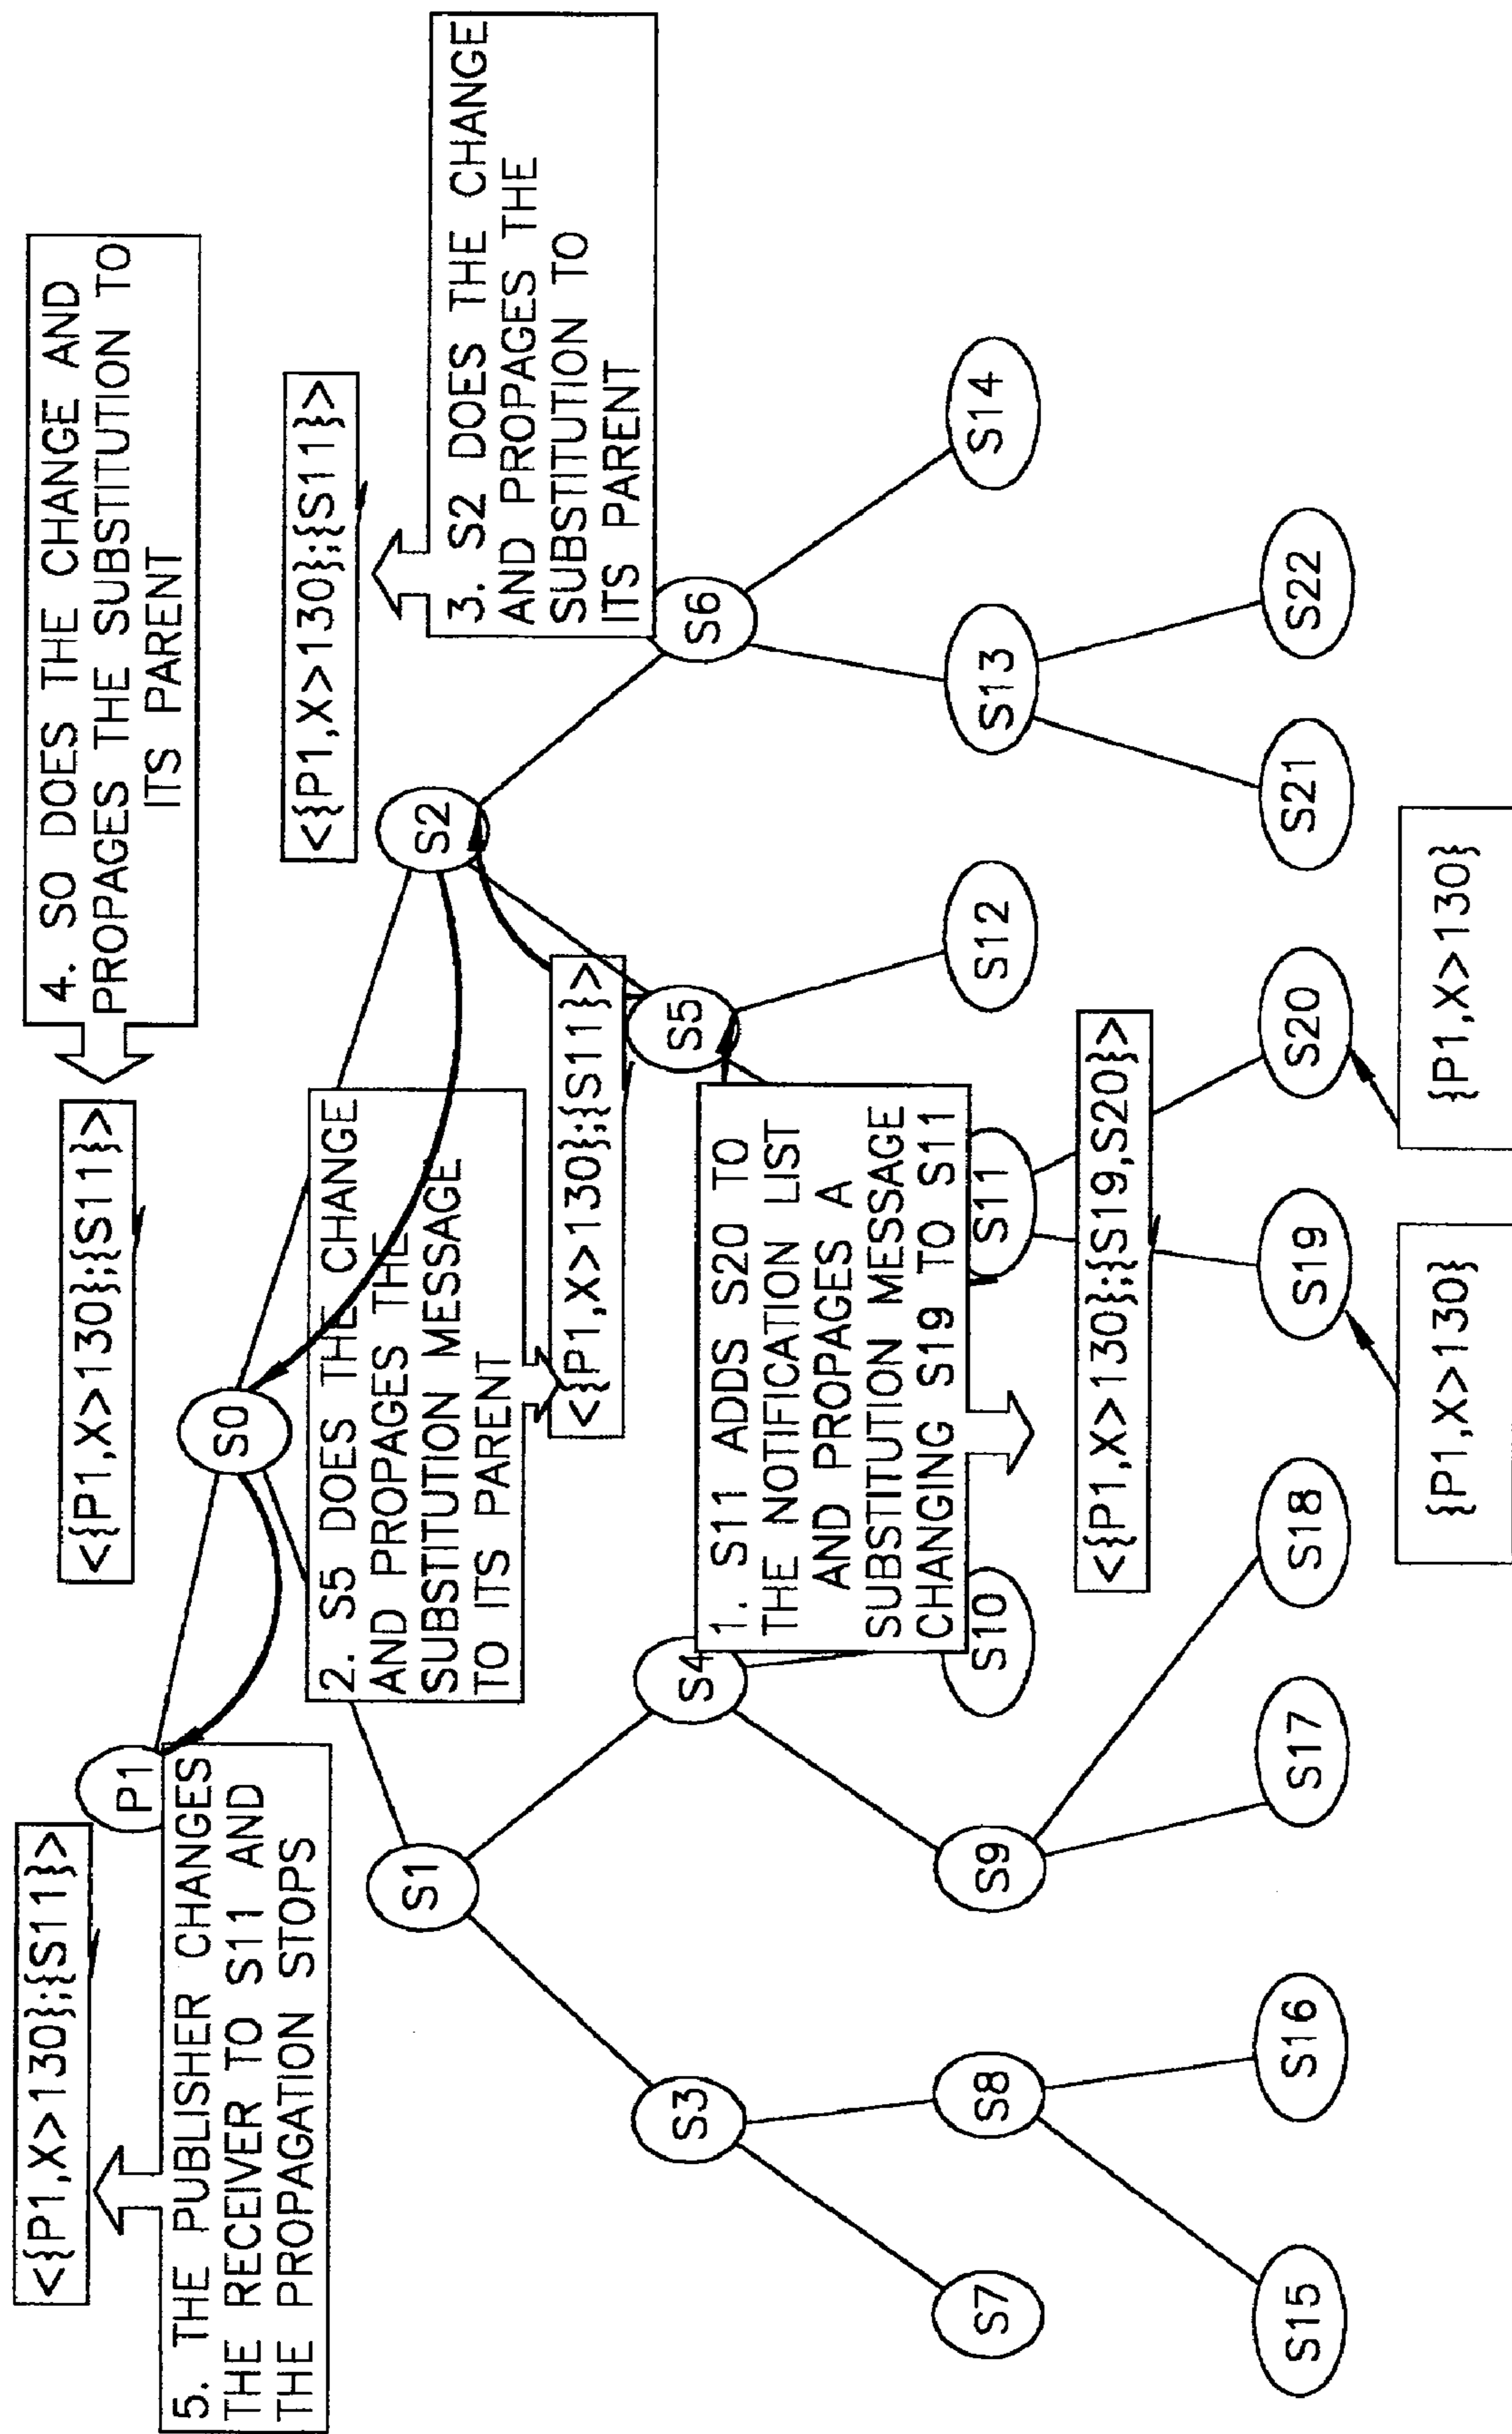 4. S0 DOES THE CHANGE AND
PROPAGES THE SUBSTITUTION TO
ITS PARENT
<{P1,X>130};{S11}>
<{P1,X>130};{S11}>
P1
5. THE PUBLISHER CHANGES
THE RECEIVER TO S11 AND
THE PROPAGATION STOPS
S0
<{P1,X>130};{S11}>
3. S2 DOES THE CHANGE
AND PROPAGES THE
SUBSTITUTION TO
ITS PARENT
2. S5 DOES THE CHANGE
AND PROPAGES THE
SUBSTITUTION MESSAGE
TO ITS PARENT
S1
S2
<{P1,X>130};{S11}>
S3
S4
S5
S6
1. S11 ADDS S20 TO
THE NOTIFICATION LIST
AND PROPAGES A
SUBSTITUTION MESSAGE
CHANGING S19 TO S11
S7
S8
S9
S10
S11
S12
S13
S14
<{P1,X>130};{S19,S20}>
S15
S16
S17
S18
S19
S20
S21
S22
{P1,X>130}
{P1,X>130}